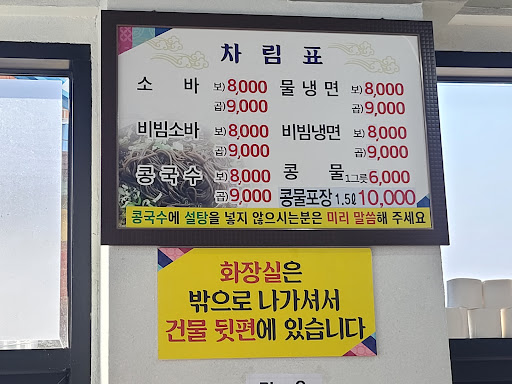 차림표
소 바 보)8,000 물냉면 보)8,000
곱)9,000 곱)9,000
비빔소바 보)8,000 비빔냉면 보)8,000
곱)9,000 곱)9,000
콩국수 보)8,000 콩 물 1그릇 6,000
곱)9,000 콩물포장 1.5ℓ 10,000
콩국수에 설탕을 넣지 않으시는분은 미리 말씀해 주세요
화장실은
밖으로 나가셔서
건물 뒷편에 있습니다